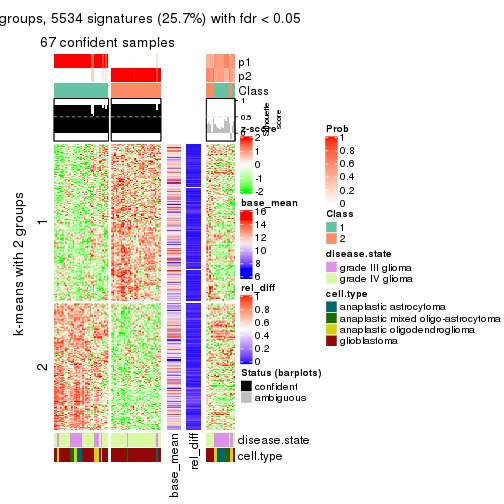 groups, 5534 signatures (25.7%) with fdr < 0.05
67 confident samples
p1
p2
Class
1
0.5
0
Silhouette
score
z-score
2
1
0
-1
-2
base_mean
16
14
12
10
8
6
rel_diff
1
0.8
0.6
0.4
0.2
0
Status (barplots)
confident
ambiguous
Prob
1
0.8
0.6
0.4
0.2
0
Class
1
2
disease.state
grade III glioma
grade IV glioma
cell.type
anaplastic astrocytoma
anaplastic mixed oligo-astrocytoma
anaplastic oligodendroglioma
glioblastoma
k-means with 2 groups
1
2
disease.state
cell.type
base_mean
rel_diff